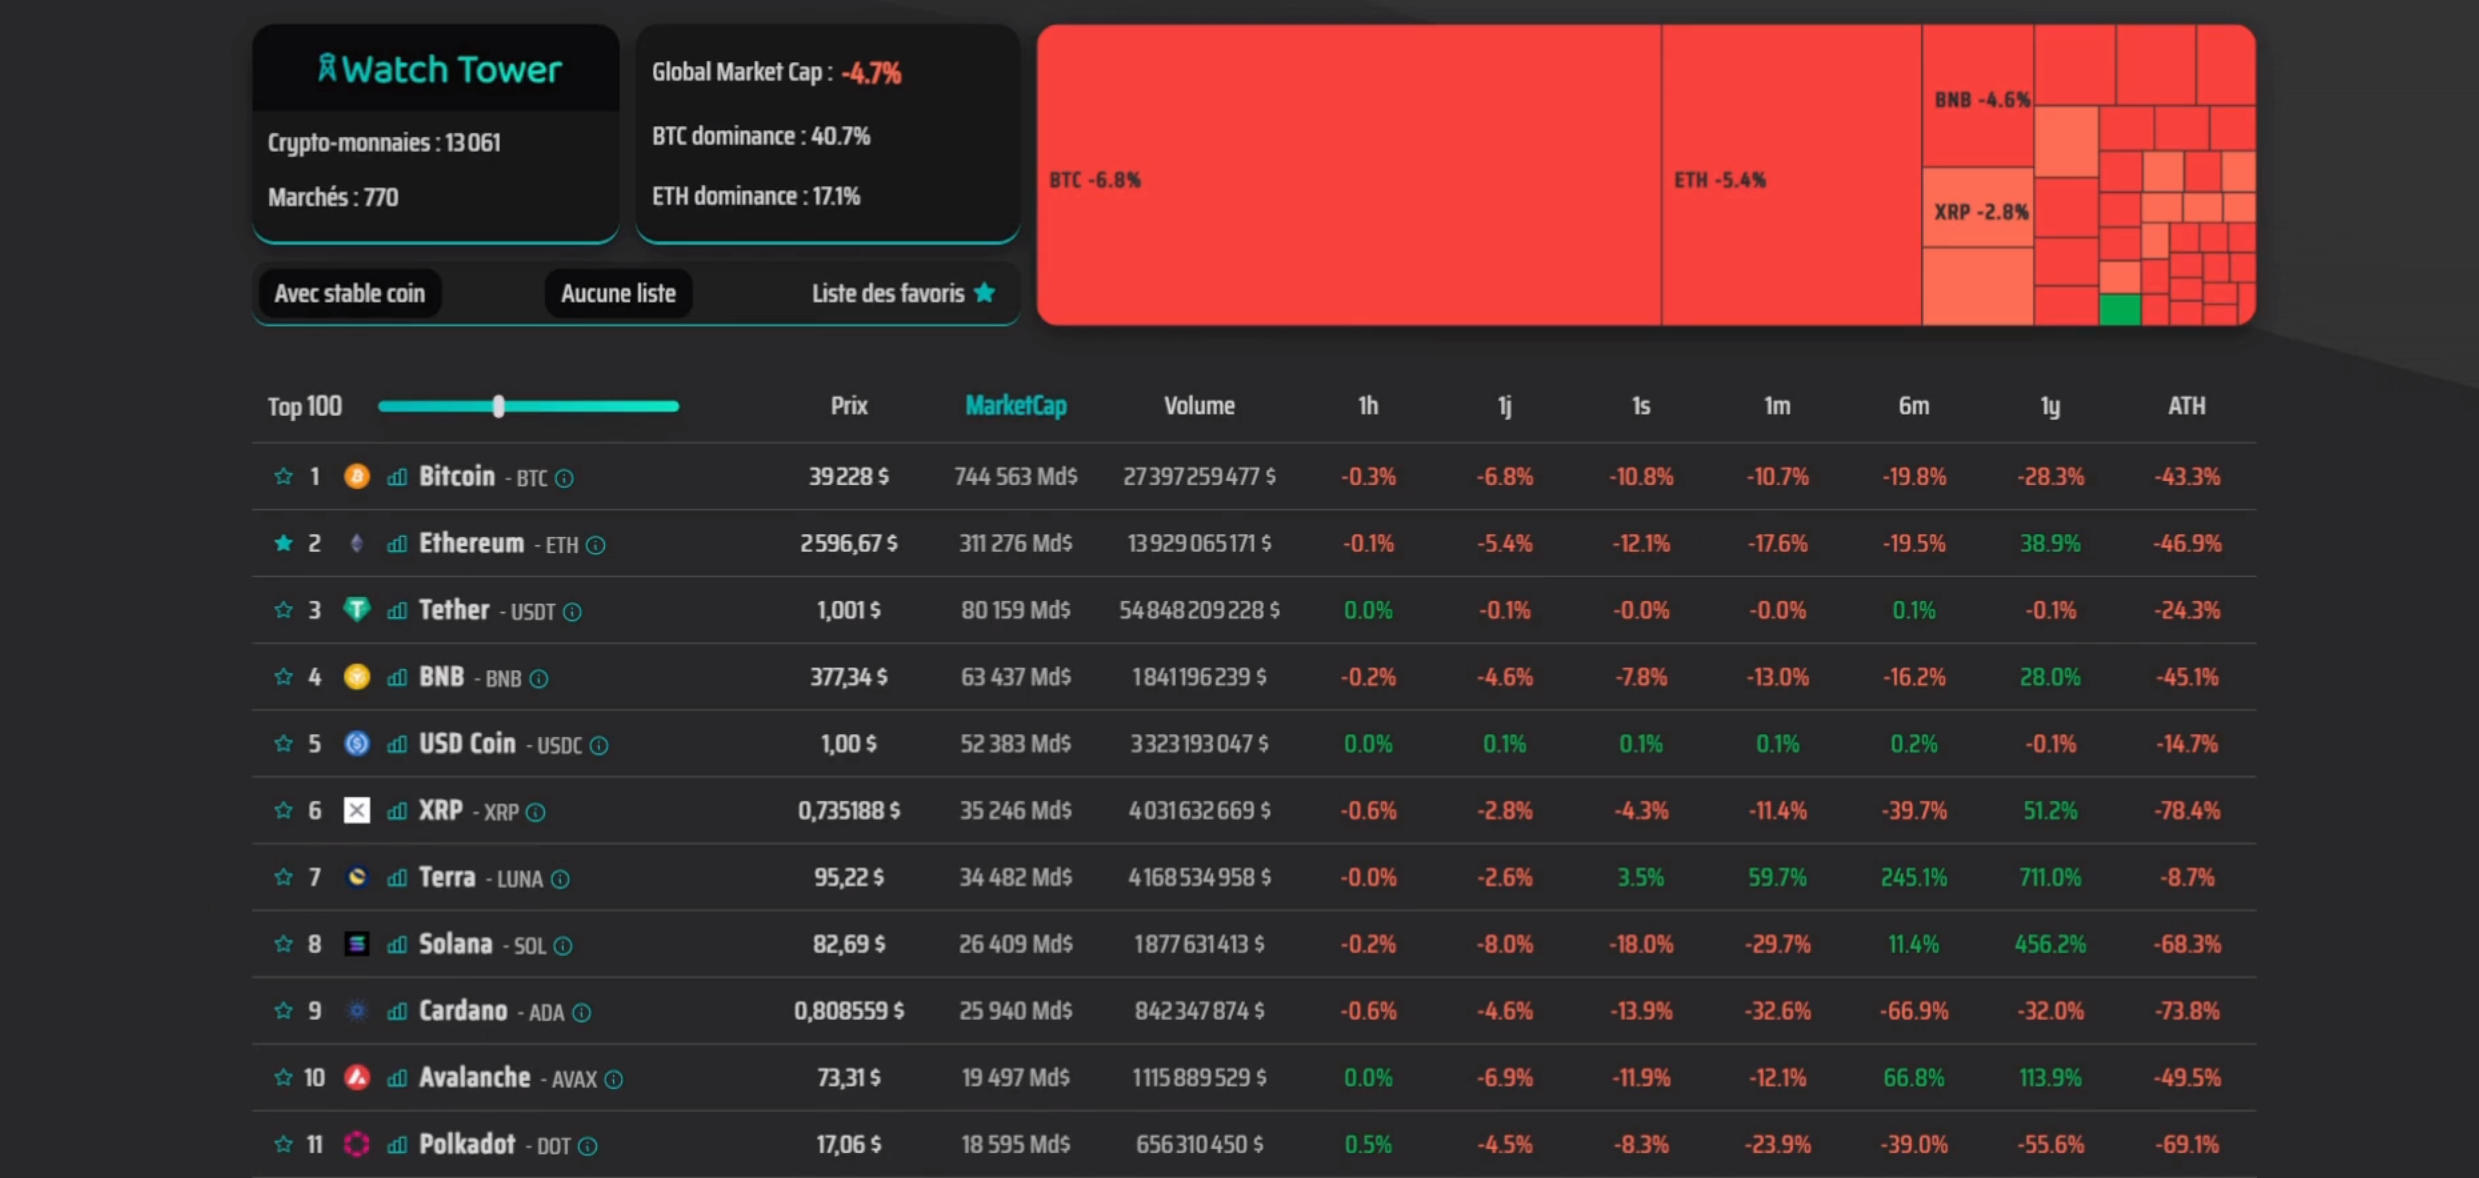 Watch Tower
Crypto-monnaies : 13 061
Marchés : 770
Global Market Cap : -4.7%
BTC dominance : 40.7%
ETH dominance : 17.1%
Avec stable coin Aucune liste Liste des favoris
BTC -6.8%
ETH -5.4%
BNB -4.6%
XRP -2.8%
Top 100 Prix MarketCap Volume 1h 1j 1s 1m 6m 1y ATH
1 Bitcoin - BTC 39 228 $ 744 563 Md$ 27 397 259 477 $ -0.3% -6.8% -10.8% -10.7% -19.8% -28.3% -43.3%
2 Ethereum - ETH 2 596,67 $ 311 276 Md$ 13 929 065 171 $ -0.1% -5.4% -12.1% -17.6% -19.5% 38.9% -46.9%
3 Tether - USDT 1,001 $ 80 159 Md$ 54 848 209 228 $ 0.0% -0.1% -0.0% -0.0% 0.1% -0.1% -24.3%
4 BNB - BNB 377,34 $ 63 437 Md$ 1 841 196 239 $ -0.2% -4.6% -7.8% -13.0% -16.2% 28.0% -45.1%
5 USD Coin - USDC 1,00 $ 52 383 Md$ 3 323 193 047 $ 0.0% 0.1% 0.1% 0.1% 0.2% -0.1% -14.7%
6 XRP - XRP 0,735188 $ 35 246 Md$ 4 031 632 669 $ -0.6% -2.8% -4.3% -11.4% -39.7% 51.2% -78.4%
7 Terra - LUNA 95,22 $ 34 482 Md$ 4 168 534 958 $ -0.0% -2.6% 3.5% 59.7% 245.1% 711.0% -8.7%
8 Solana - SOL 82,69 $ 26 409 Md$ 1 877 631 413 $ -0.2% -8.0% -18.0% -29.7% 11.4% 456.2% -68.3%
9 Cardano - ADA 0,808559 $ 25 940 Md$ 842 347 874 $ -0.6% -4.6% -13.9% -32.6% -66.9% -32.0% -73.8%
10 Avalanche - AVAX 73,31 $ 19 497 Md$ 1 115 889 529 $ 0.0% -6.9% -11.9% -12.1% 66.8% 113.9% -49.5%
11 Polkadot - DOT 17,06 $ 18 595 Md$ 656 310 450 $ 0.5% -4.5% -8.3% -23.9% -39.0% -55.6% -69.1%